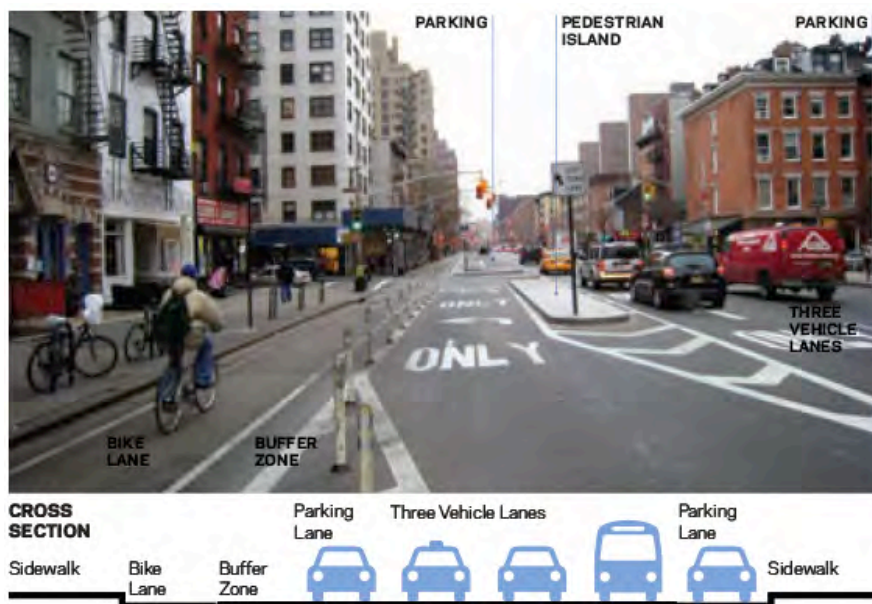 PARKING
PEDESTRIAN
ISLAND
PARKING
ONLY
ONLY
THREE
VEHICLE
LANES
BIKE
LANE
BUFFER
ZONE
CROSS
SECTION
Parking
Lane
Three Vehicle Lanes
Parking
Lane
Sidewalk
Bike
Lane
Buffer
Zone
Sidewalk